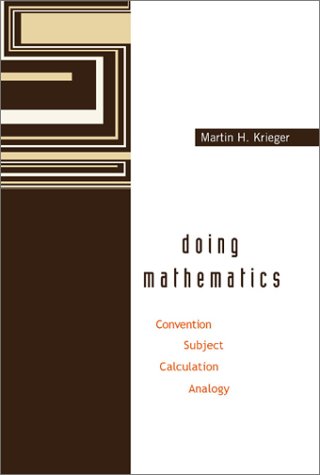 Martin H. Krieger
doing
mathematics
Convention
Subject
Calculation
Analogy